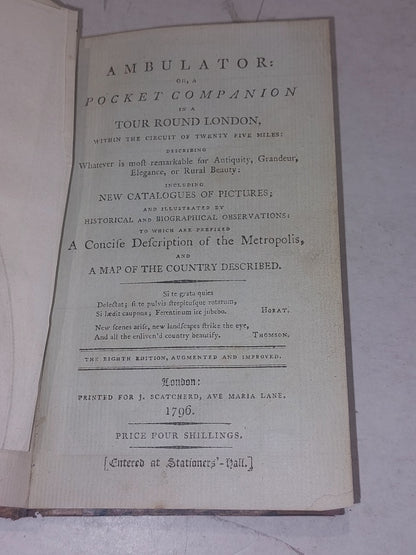 AMBULATOR:
OR, A
POCKET COMPANION
IN A
TOUR ROUND LONDON,
WITHIN THE CIRCUIT OF TWENTY FIVE MILES:
DESCRIBING
Whatever is moſt remarkable for Antiquity, Grandeur,
Elegance, or Rural Beauty:
INCLUDING
NEW CATALOGUES OF PICTURES;
AND ILLUSTRATED BY
HISTORICAL AND BIOGRAPHICAL OBSERVATIONS:
TO WHICH ARE PREFIXED
A Conciſe Deſcription of the Metropolis,
AND
A MAP OF THE COUNTRY DESCRIBED.
Si te grata quies
Delectat; ſi te pulvis ſtrepituſque rotarum,
Si lædit caupona; Ferentinum ire jubebo. HORAT.
New ſcenes ariſe, new landſcapes ſtrike the eye,
And all the enliven'd country beautify. THOMSON.
THE EIGHTH EDITION, AUGMENTED AND IMPROVED.
London:
PRINTED FOR J. SCATCHERD, AVE MARIA LANE.
1796.
PRICE FOUR SHILLINGS.
[Entered at Stationers'-Hall.]